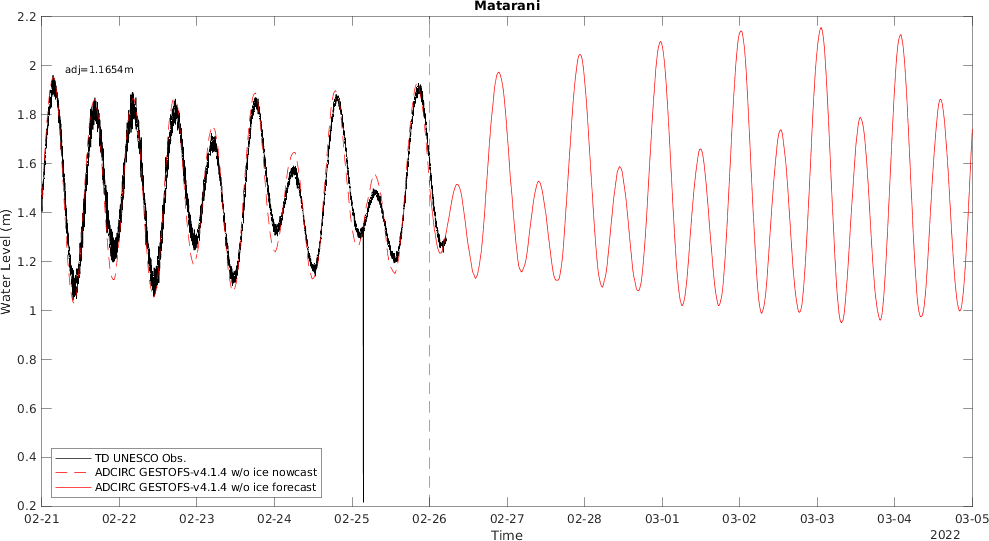 Matarani
adj=1.1654m
Water Level (m)
2.2
2
1.8
1.6
1.4
1.2
1
0.8
0.6
0.4
0.2
TD UNESCO Obs.
ADCIRC GESTOFS-v4.1.4 w/o ice nowcast
ADCIRC GESTOFS-v4.1.4 w/o ice forecast
02-21 02-22 02-23 02-24 02-25 02-26 02-27 02-28 03-01 03-02 03-03 03-04 03-05
Time
2022